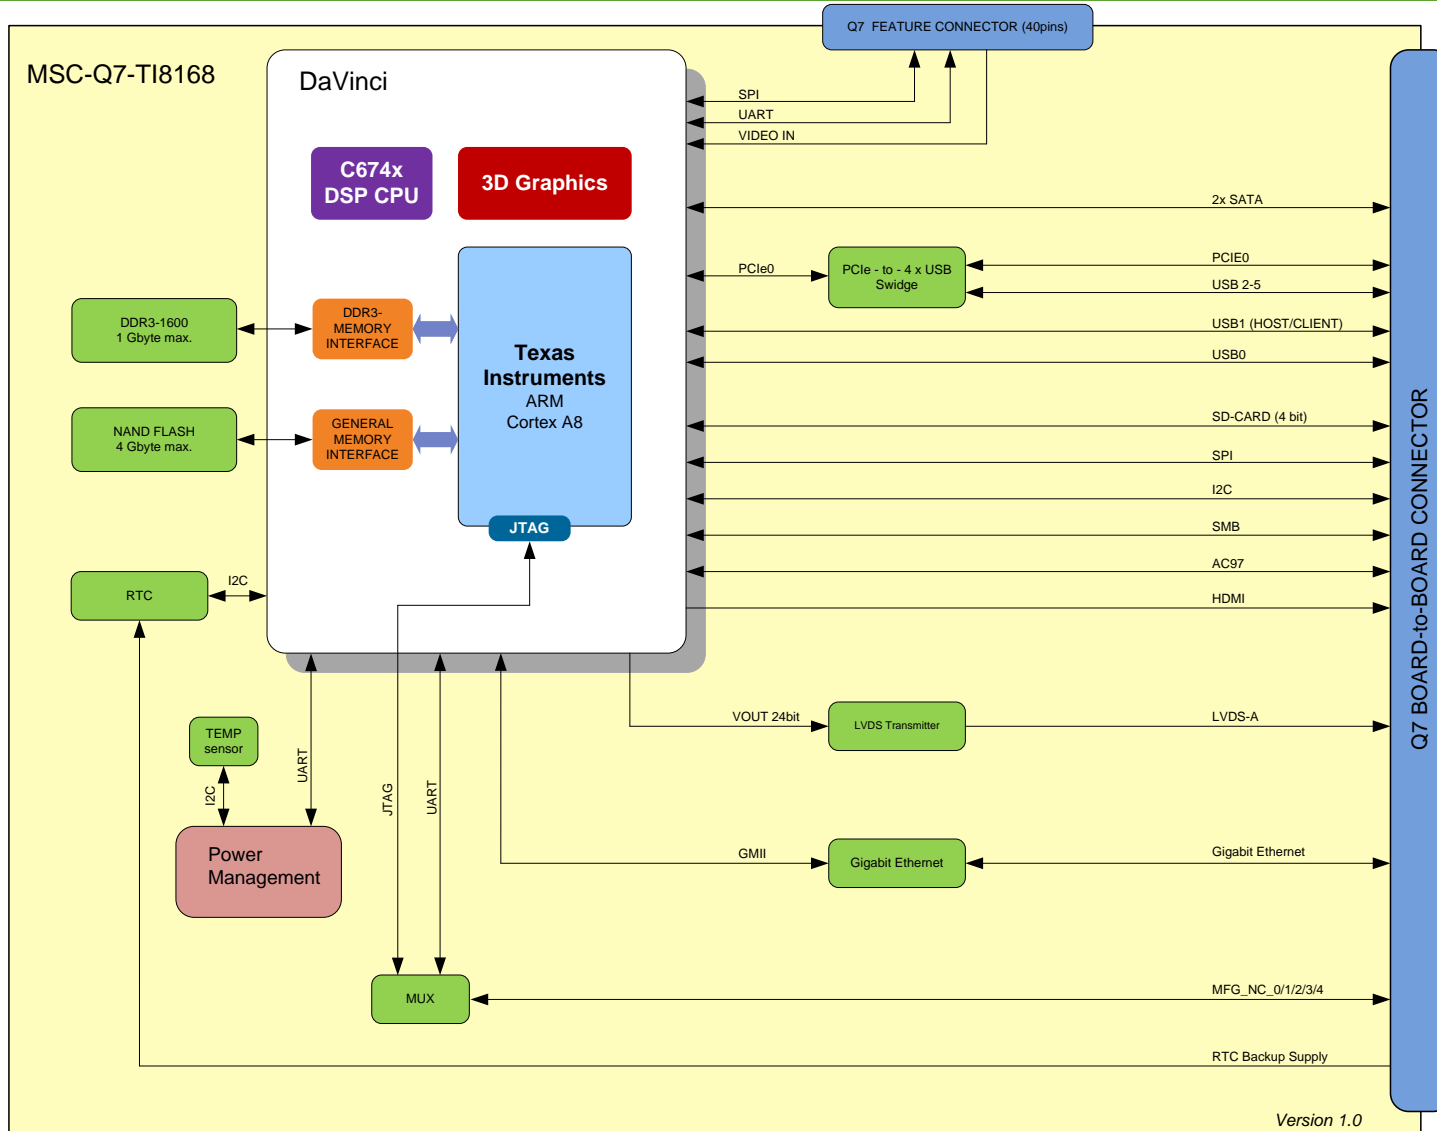 Q7 FEATURE CONNECTOR (40pins)
MSC-Q7-TI8168
DaVinci
SPI
UART
VIDEO IN
C674x
DSP CPU
3D Graphics
2x SATA
PCIe0
PCIe - to - 4 x USB
Swidge
PCIE0
USB 2-5
DDR3-1600
1 Gbyte max.
DDR3-
MEMORY
INTERFACE
USB1 (HOST/CLIENT)
USB0
Texas
Instruments
ARM
Cortex A8
NAND FLASH
4 Gbyte max.
GENERAL
MEMORY
INTERFACE
SD-CARD (4 bit)
SPI
I2C
SMB
AC97
HDMI
JTAG
RTC
I2C
Q7 BOARD-to-BOARD CONNECTOR
VOUT 24bit
LVDS Transmitter
LVDS-A
TEMP
sensor
I2C
UART
JTAG
UART
Power
Management
GMII
Gigabit Ethernet
Gigabit Ethernet
MUX
MFG_NC_0/1/2/3/4
RTC Backup Supply
Version 1.0